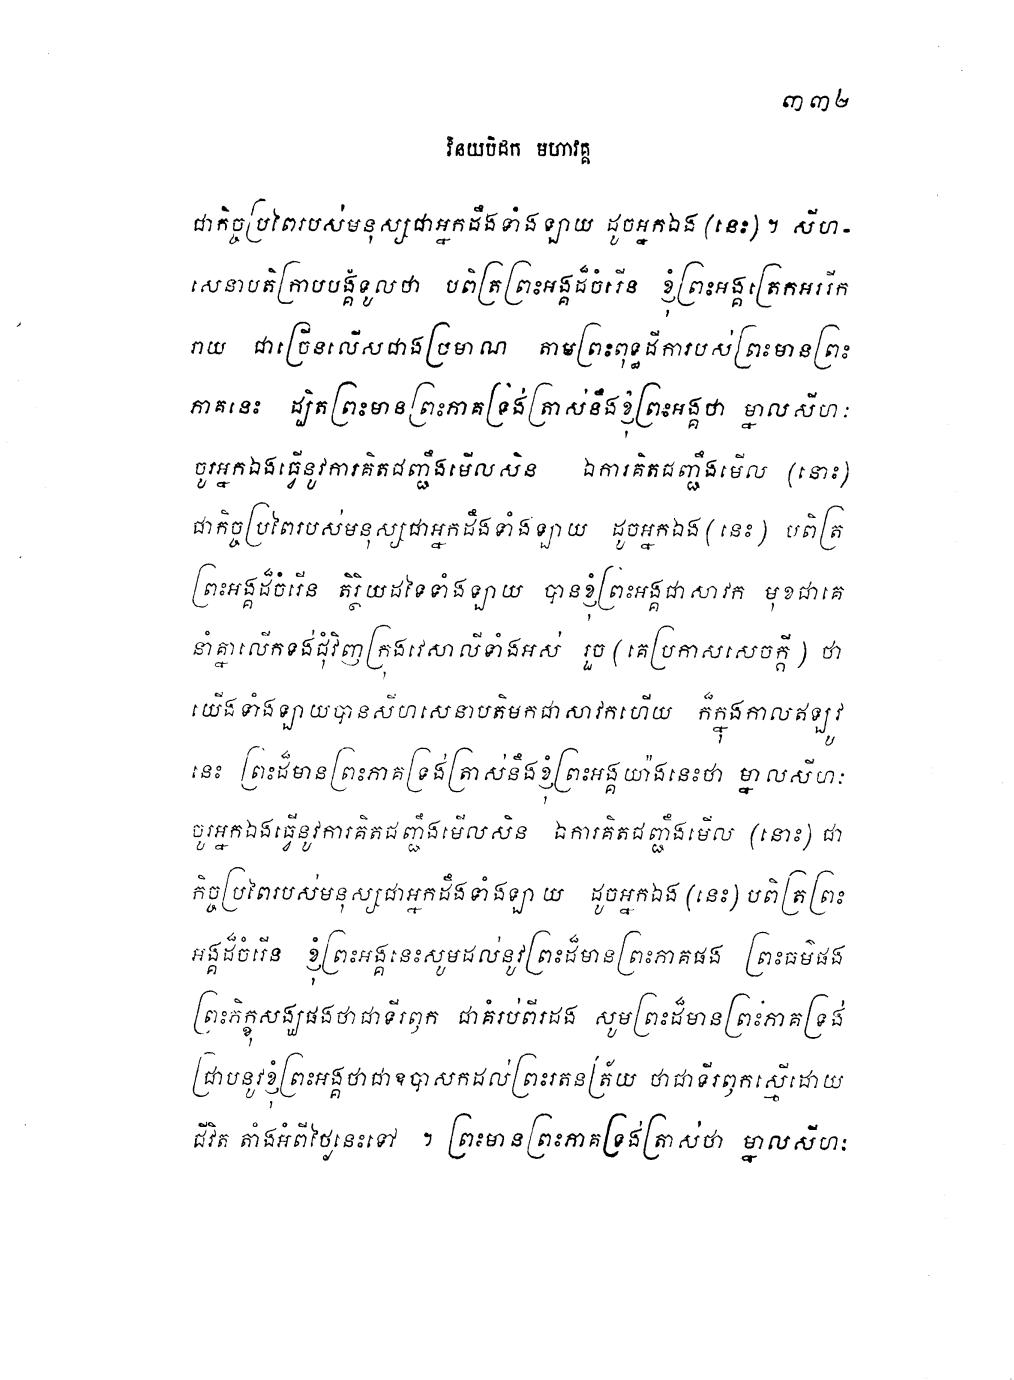 ៣៣២
វិនយបិដក មហាវគ្គ
ជាកិច្ចប្រពៃរបស់មនុស្សជាអ្នកដឹងទាំងឡាយ ដូចអ្នកឯង (នេះ) ។ សីហ-
សេនាបតិក្រាបបង្គំទូលថា បពិត្រព្រះអង្គដ៏ចំរើន ខ្ញុំព្រះអង្គត្រេកអររីក
រាយ ជាច្រើនលើសជាងប្រមាណ តាមព្រះពុទ្ធដីការបស់ព្រះមានព្រះ
ភាគនេះ ដ្បិតព្រះមានព្រះភាគទ្រង់ត្រាស់នឹងខ្ញុំព្រះអង្គថា ម្នាលសីហៈ
ចូរអ្នកឯងធ្វើនូវការគិតជញ្ជឹងមើលសិន ឯការគិតជញ្ជឹងមើល (នោះ)
ជាកិច្ចប្រពៃរបស់មនុស្សជាអ្នកដឹងទាំងឡាយ ដូចអ្នកឯង (នេះ) បពិត្រ
ព្រះអង្គដ៏ចំរើន តិរ្ថិយដទៃទាំងឡាយ បានខ្ញុំព្រះអង្គជាសាវក មុខជាគេ
នាំគ្នាលើកទង់ជុំវិញក្រុងវេសាលីទាំងអស់ រួច (គេប្រកាសសេចក្តី) ថា
យើងទាំងឡាយបានសីហសេនាបតិមកជាសាវកហើយ ក៏ក្នុងកាលឥឡូវ
នេះ ព្រះដ៏មានព្រះភាគទ្រង់ត្រាស់នឹងខ្ញុំព្រះអង្គយ៉ាងនេះថា ម្នាលសីហៈ
ចូរអ្នកឯងធ្វើនូវការគិតជញ្ជឹងមើលសិន ឯការគិតជញ្ជឹងមើល (នោះ) ជា
កិច្ចប្រពៃរបស់មនុស្សជាអ្នកដឹងទាំងឡាយ ដូចអ្នកឯង (នេះ) បពិត្រព្រះ
អង្គដ៏ចំរើន ខ្ញុំព្រះអង្គនេះសូមដល់នូវព្រះដ៏មានព្រះភាគផង ព្រះធម៌ផង
ព្រះភិក្ខុសង្ឃផងថាជាទីរឭក ជាគំរប់ពីរដង សូមព្រះដ៏មានព្រះភាគទ្រង់
ជ្រាបនូវខ្ញុំព្រះអង្គថាជាឧបាសកដល់ព្រះរតនត្រ័យ ថាជាទីរឭកស្មើដោយ
ជីវិត តាំងអំពីថ្ងៃនេះទៅ ។ ព្រះមានព្រះភាគទ្រង់ត្រាស់ថា ម្នាលសីហៈ